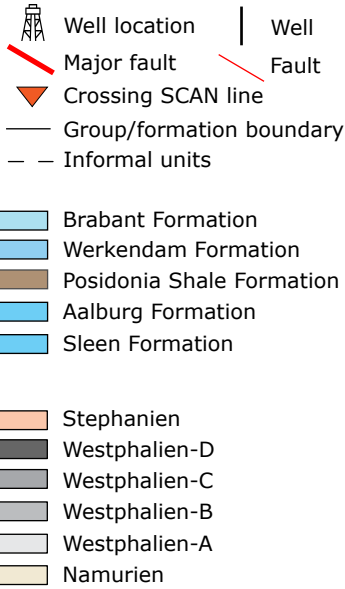 Well location
Well
Major fault
Fault
Crossing SCAN line
Group/formation boundary
Informal units
Brabant Formation
Werkendam Formation
Posidonia Shale Formation
Aalburg Formation
Sleen Formation
Stephanien
Westphalien-D
Westphalien-C
Westphalien-B
Westphalien-A
Namurien